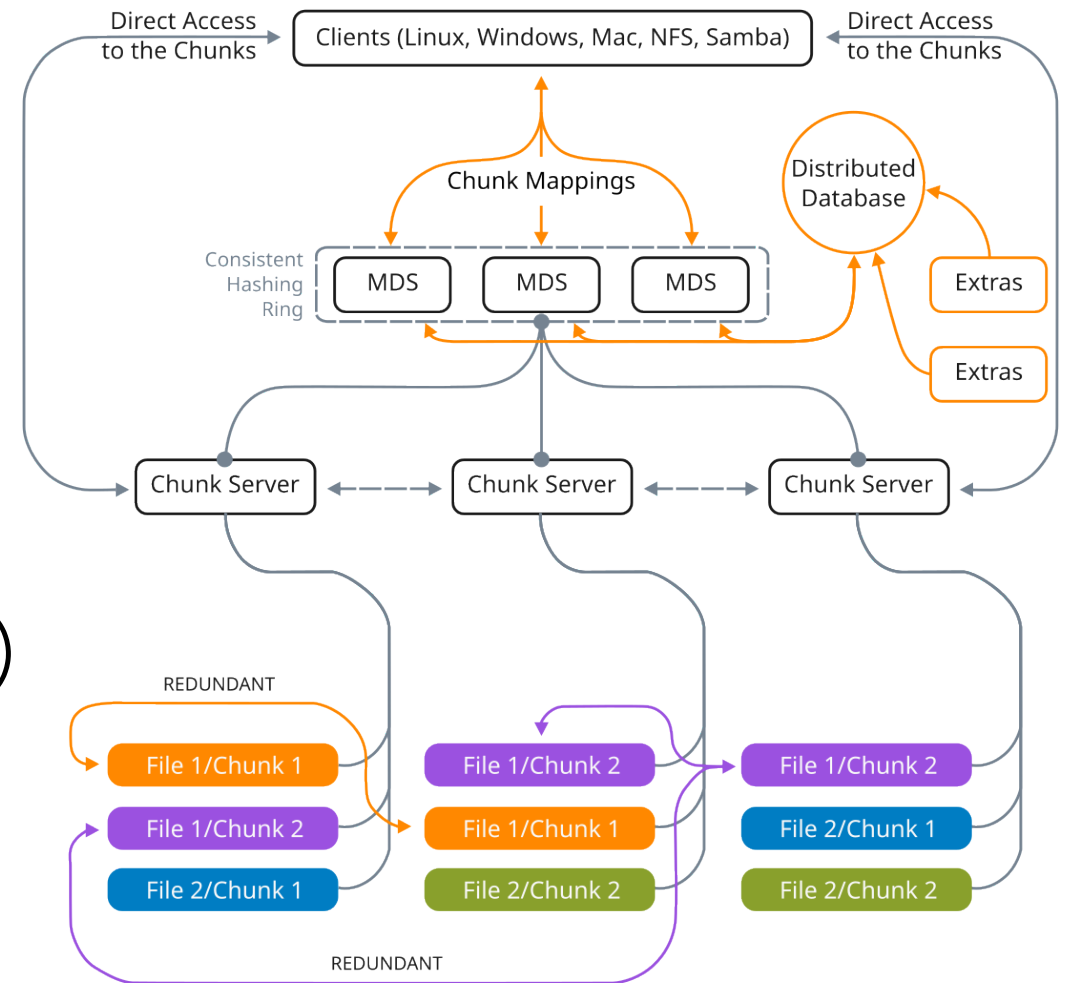 Direct Access
to the Chunks
Clients (Linux, Windows, Mac, NFS, Samba)
Direct Access
to the Chunks
Chunk Mappings
Distributed
Database
Consistent
Hashing
Ring
MDS
MDS
MDS
Extras
Extras
Chunk Server
Chunk Server
Chunk Server
REDUNDANT
File 1/Chunk 1
File 1/Chunk 2
File 1/Chunk 2
File 1/Chunk 2
File 1/Chunk 1
File 2/Chunk 1
File 2/Chunk 1
File 2/Chunk 2
File 2/Chunk 2
REDUNDANT